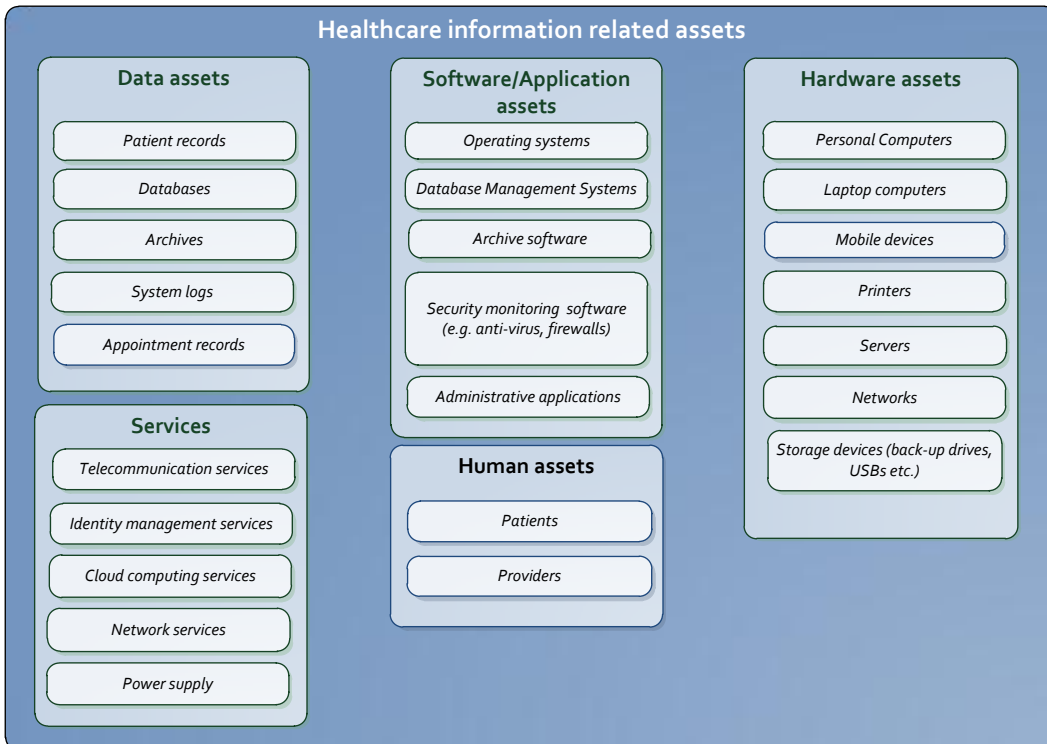 Healthcare information related assets
Data assets
Patient records
Databases
Archives
System logs
Appointment records
Services
Telecommunication services
Identity management services
Cloud computing services
Network services
Power supply
Software/Application
assets
Operating systems
Database Management Systems
Archive software
Security monitoring  software
(e.g. anti-virus, firewalls)
Administrative applications
Human assets
Patients
Providers
Hardware assets
Personal Computers
Laptop computers
Mobile devices
Printers
Servers
Networks
Storage devices (back-up drives,
USBs etc.)